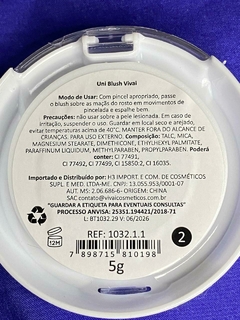 Uni Blush Vivai
Modo de Usar: Com pincel apropriado, passe
o blush sobre as maçãs do rosto em movimentos de
pincelada e espalhe bem.
Precauções: não usar sobre a pele lesionada. Em caso de
irritação, suspender o uso. Guardar em local seco e arejado,
evitar temperaturas acima de 40°C. MANTER FORA DO ALCANCE
DE CRIANÇAS. PARA USO EXTERNO. Composição: TALC, MICA,
MAGNESIUM STEARATE, DIMETHICONE, ETHYLHEXYL PALMITATE,
PARAFFINUM LIQUIDUM, METHYLPARABEN, PROPYLPARABEN. Pode
conter: CI 77491,
CI 77492, CI 77499, CI 15850:2, CI 16035.
Importado e Distribuído por: H3 IMPORT. E COM. DE COSMÉTICOS
SUPL. E MED LTDA-ME. CNPJ: 13.055.953/0001-07
AUT. MS: 2.06.686-6- ORIGEM: CHINA
SAC contato@vivaicosmeticos.com.br
"GUARDAR A ETIQUETA PARA EVENTUAIS CONSULTAS"
PROCESSO ANVISA: 25351.194421/2018-71
L: BT1032.29 V: 06/2026
12M
REF: 1032.1.1
2
7 898715 810198
5g